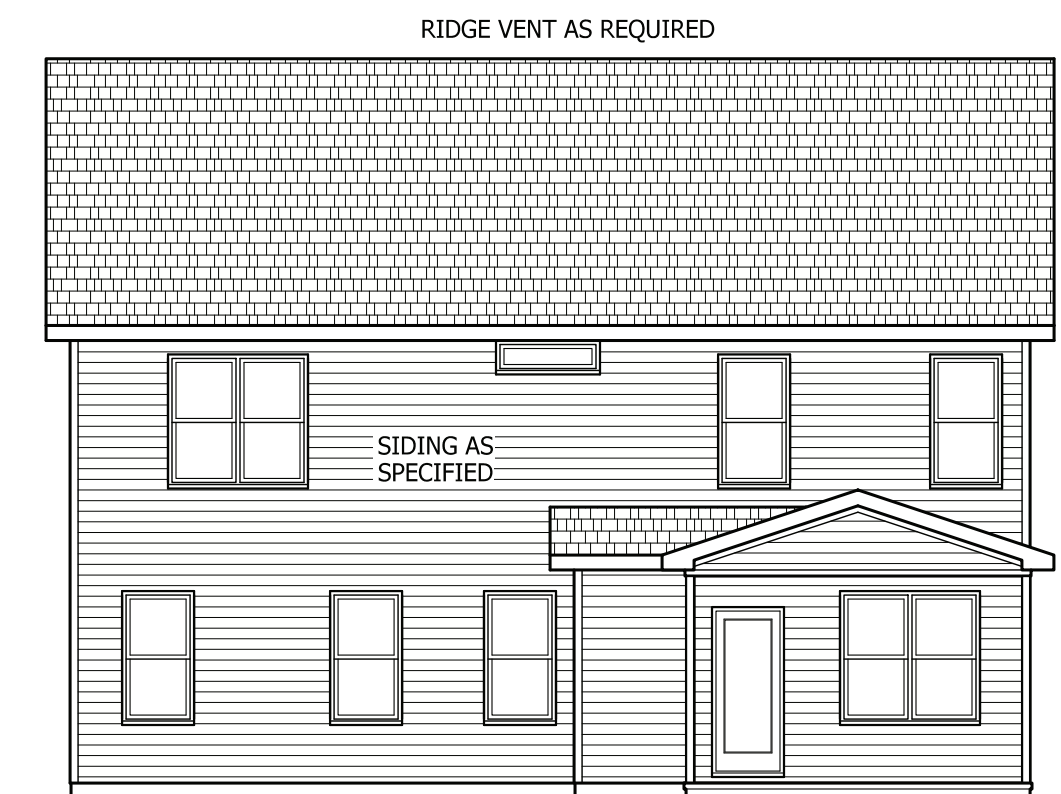 RIDGE VENT AS REQUIRED
SIDING AS
SPECIFIED